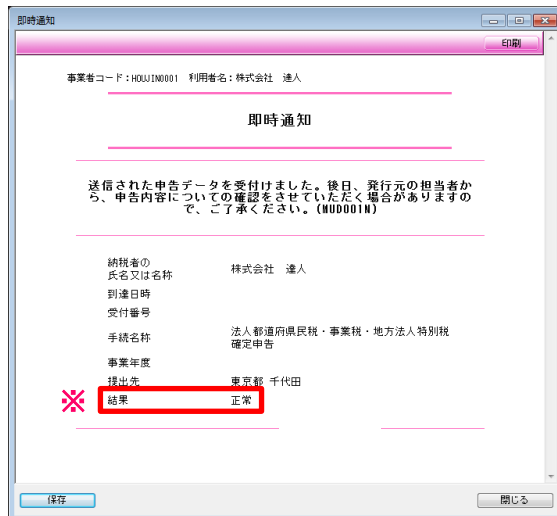 即時通知
印刷
事業者コード：HOUJIN0001 利用者名：株式会社 達人
即時通知
送信された申告データを受付けました。後日、発行元の担当者か
ら、申告内容についての確認をさせていただく場合がありますの
で、ご了承ください。(MUD001N)
納税者の
氏名又は名称 株式会社 達人
到達日時
受付番号
手続名称 法人都道府県民税・事業税・地方法人特別税
確定申告
事業年度
提出先 東京都 千代田
※ 結果 正常
保存 閉じる